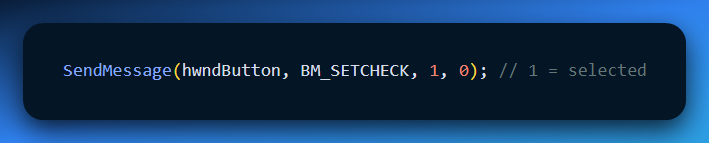 SendMessage(hwndButton, BM_SETCHECK, 1, 0); // 1 = selected